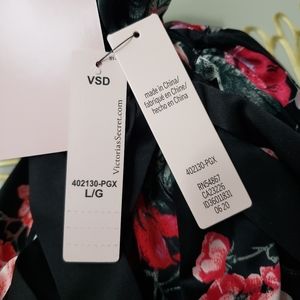 VSD
VictoriasSecret.com
402130-PGX
L/G
made in China/
fabriqué en Chine/
hecho en China
402130-PGX
RN54867
CA23226
ID36011831
06 20